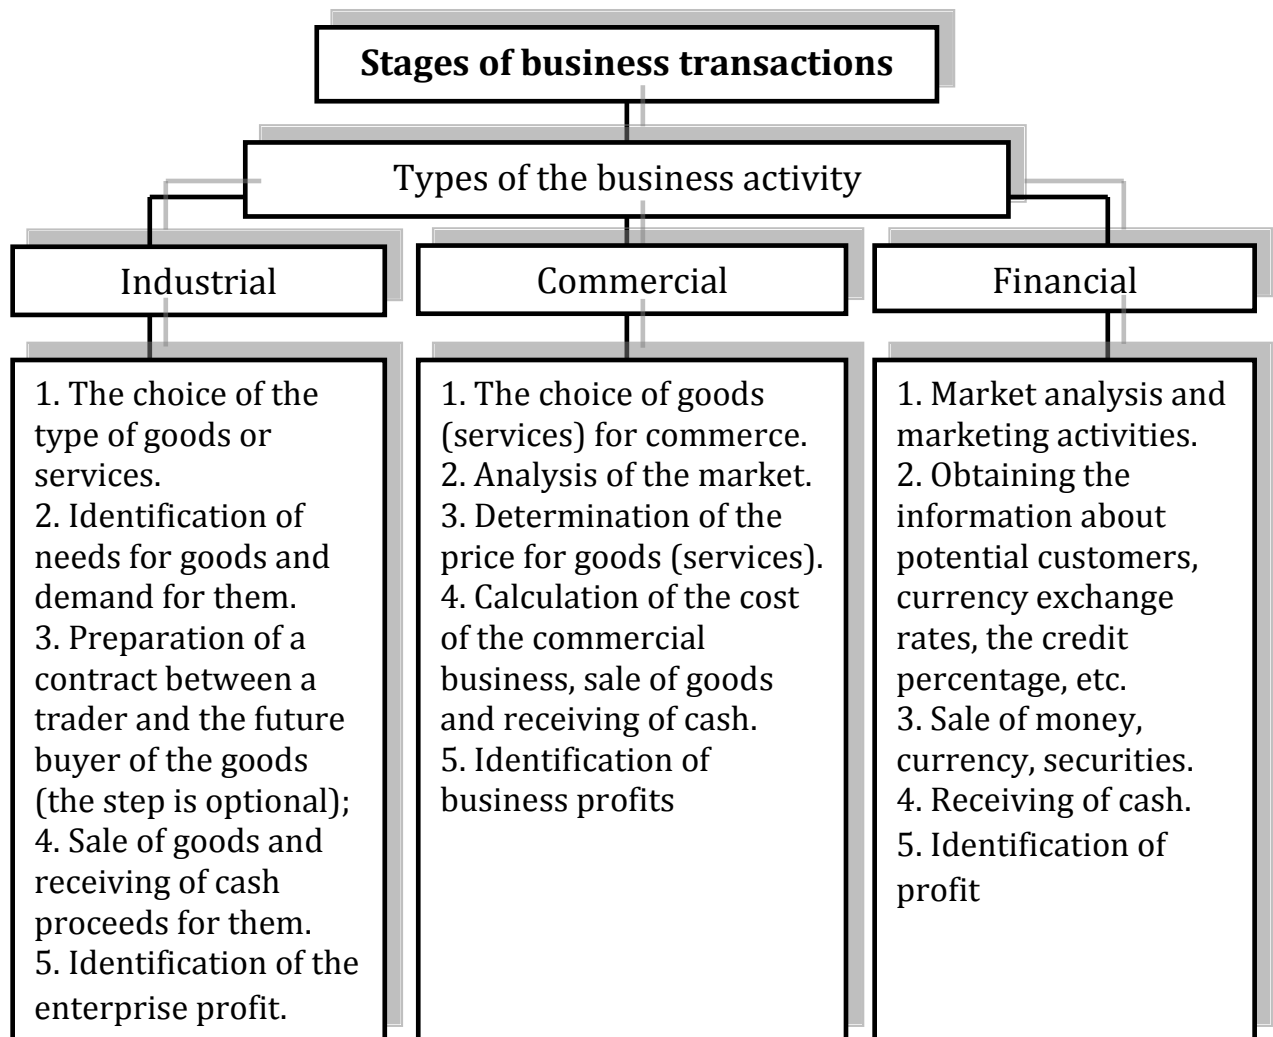 Stages of business transactions
Types of the business activity
Industrial
Commercial
Financial
1. The choice of the
type of goods or
services.
2. Identification of
needs for goods and
demand for them.
3. Preparation of a
contract between a
trader and the future
buyer of the goods
(the step is optional);
4. Sale of goods and
receiving of cash
proceeds for them.
5. Identification of the
enterprise profit.
1. The choice of goods
(services) for commerce.
2. Analysis of the market.
3. Determination of the
price for goods (services).
4. Calculation of the cost
of the commercial
business, sale of goods
and receiving of cash.
5. Identification of
business profits
1. Market analysis and
marketing activities.
2. Obtaining the
information about
potential customers,
currency exchange
rates, the credit
percentage, etc.
3. Sale of money,
currency, securities.
4. Receiving of cash.
5. Identification of
profit